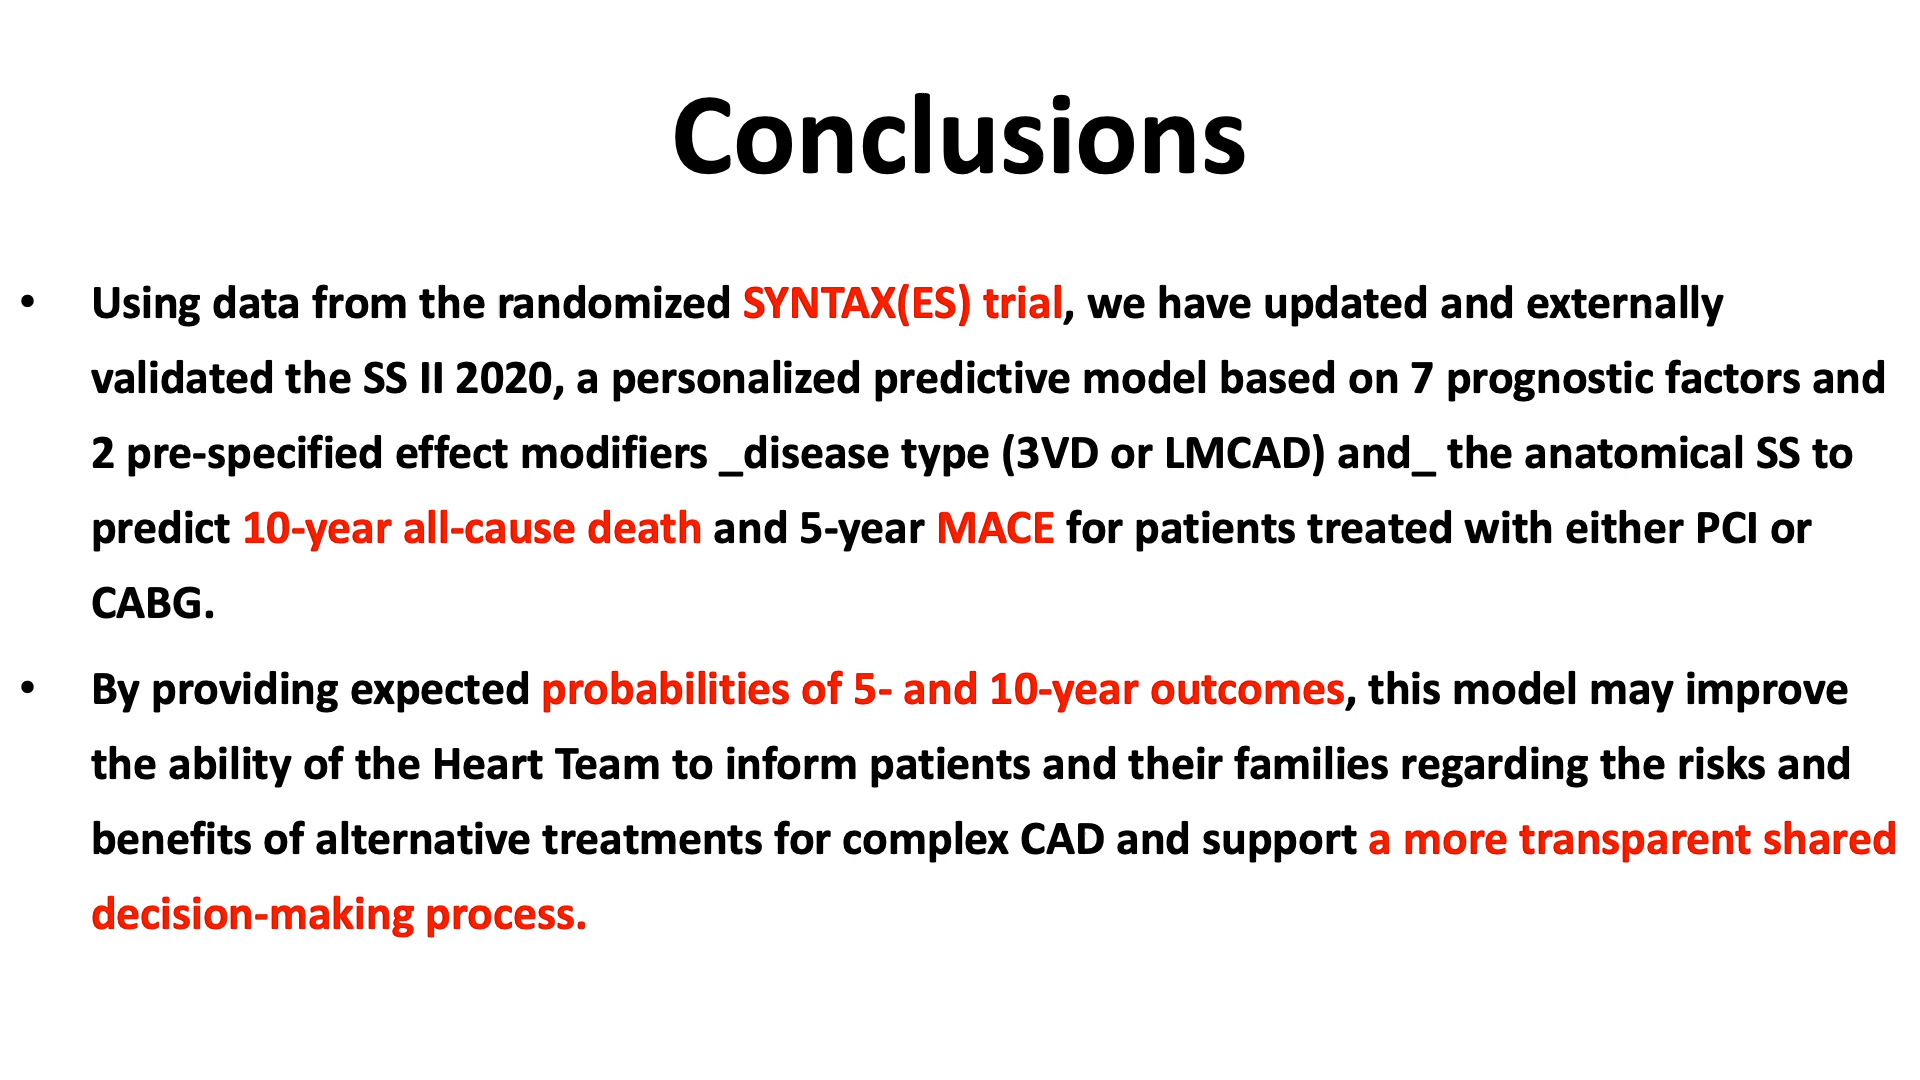 Conclusions
• Using data from the randomized SYNTAX(ES) trial, we have updated and externally
validated the SS II 2020, a personalized predictive model based on 7 prognostic factors and
2 pre-specified effect modifiers _disease type (3VD or LMCAD) and_ the anatomical SS to
predict 10-year all-cause death and 5-year MACE for patients treated with either PCI or
CABG.
• By providing expected probabilities of 5- and 10-year outcomes, this model may improve
the ability of the Heart Team to inform patients and their families regarding the risks and
benefits of alternative treatments for complex CAD and support a more transparent shared
decision-making process.